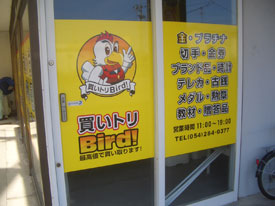 買いトリBird!
買いトリ
Bird!
最高値で買い取ります!
金・プラチナ
切手・金券
ブランド品・時計
テレカ・古銭
メダル・勲章
教材・贈答品
営業時間 11:00~19:00
TEL(054)284-0377